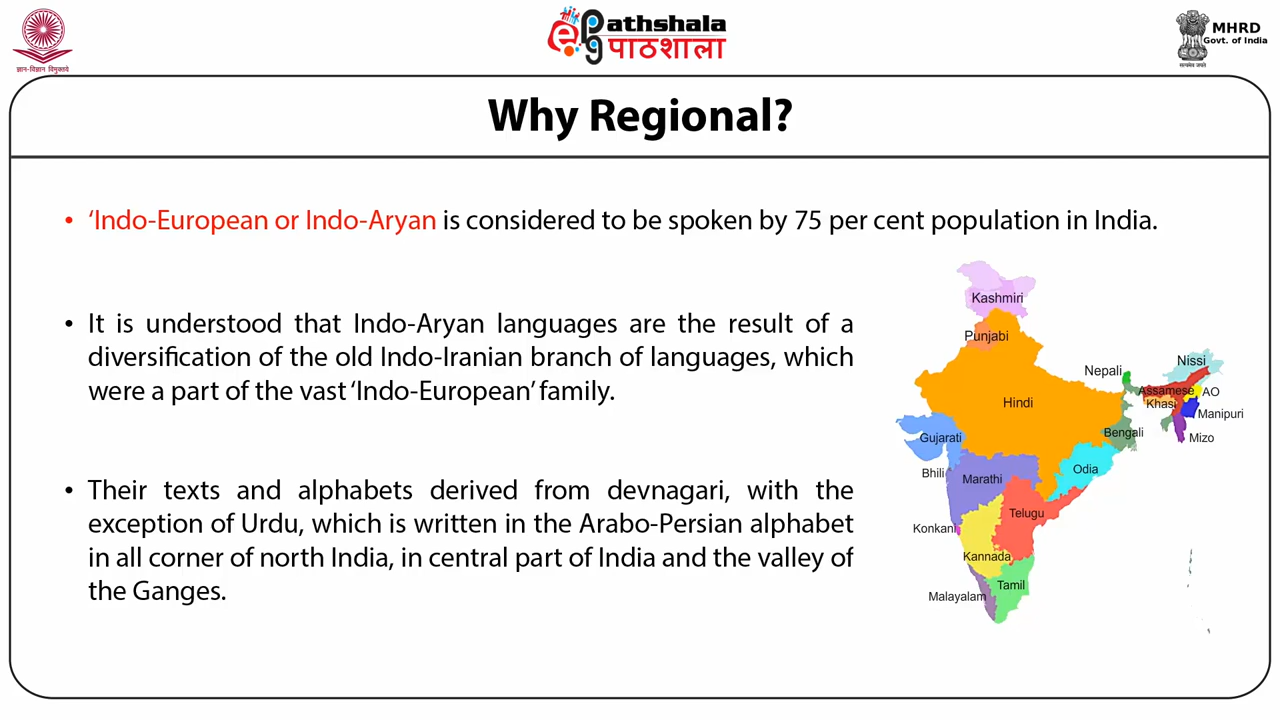 ज्ञान-विज्ञान विमुक्तये
epg
Pathshala
पाठशाला
सत्यमेव जयते
MHRD
Govt. of India
Why Regional?
• ‘Indo-European or Indo-Aryan is considered to be spoken by 75 per cent population in India.
• It is understood that Indo-Aryan languages are the result of a
diversification of the old Indo-Iranian branch of languages, which
were a part of the vast ‘Indo-European’ family.
• Their texts and alphabets derived from devnagari, with the
exception of Urdu, which is written in the Arabo-Persian alphabet
in all corner of north India, in central part of India and the valley of
the Ganges.
Kashmiri
Punjabi
Nissi
Nepali
Assamese
AO
Hindi
Khasi
Manipuri
Bengali
Gujarati
Mizo
Bhili
Marathi
Odia
Telugu
Konkani
Kannada
Tamil
Malayalam